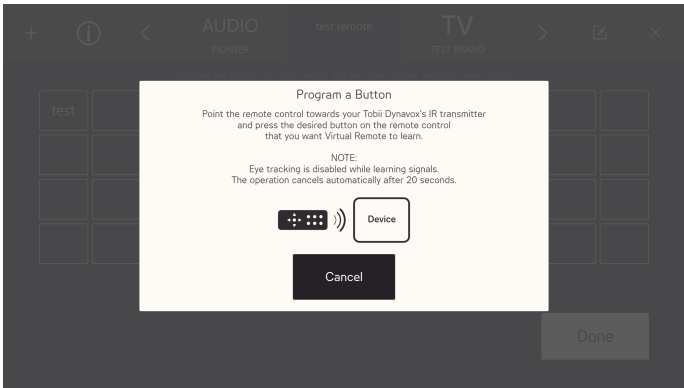 AUDIO
PIONEER
test remote
TV
TEST BRAND
test
Program a Button
Point the remote control towards your Tobii Dynavox's IR transmitter
and press the desired button on the remote control
that you want Virtual Remote to learn.
NOTE:
Eye tracking is disabled while learning signals.
The operation cancels automatically after 20 seconds.
Device
Cancel
Done